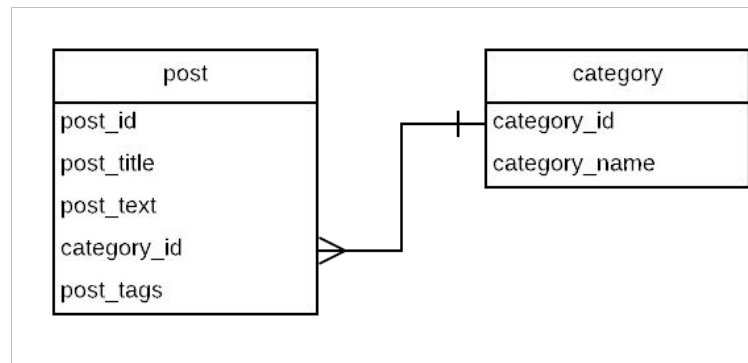 post
post_id
post_title
post_text
category_id
post_tags
category
category_id
category_name